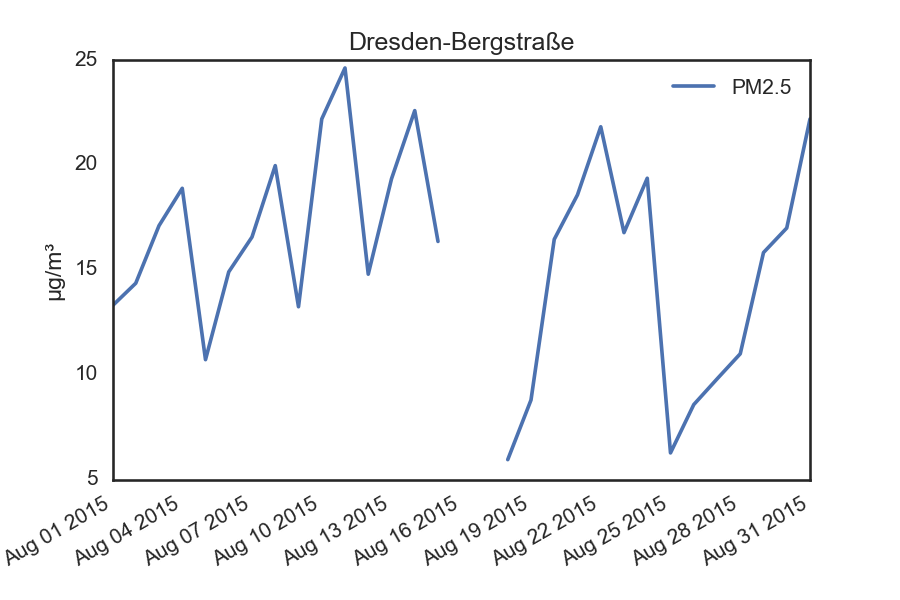 Dresden-Bergstraße
25
20
15
10
5
µg/m³
PM2.5
Aug 01 2015
Aug 04 2015
Aug 07 2015
Aug 10 2015
Aug 13 2015
Aug 16 2015
Aug 19 2015
Aug 22 2015
Aug 25 2015
Aug 28 2015
Aug 31 2015